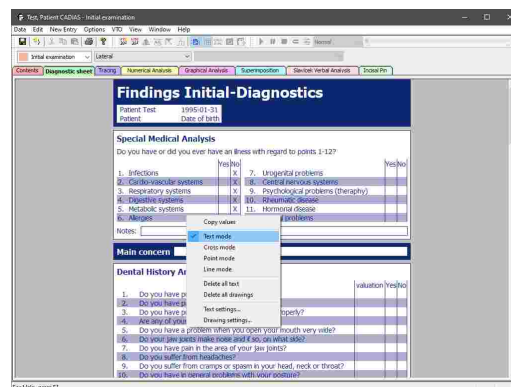 Test, Patient CADIAS - Initial examination
Date Edit New Entry Options VTO View Window Help
Normal
Initial examination Lateral
Contents Diagnostic sheet Tracing Numerical Analysis Graphical Analysis Superimposition Slavicek Verbal Analysis Incisal Pin
Findings Initial-Diagnostics
Patient Test 1995-01-31
Patient Date of birth
Special Medical Analysis
Do you have or did you ever have an illness with regard to points 1-12?
Yes No Yes No
1. Infections X 7. Urogenital problems
2. Cardio-vascular systems X 8. Central nervous systems
3. Respiratory systems X 9. Psychological problems (theraphy)
4. Digestive systems X 10. Rheumatic disease
5. Metabolic systems X 11. Hormonal disease
6. Allergies problems
Notes:
Copy values
Text mode
Cross mode
Point mode
Line mode
Delete all text
Delete all drawings
Text settings...
Drawing settings...
Main concern
Dental History
valuation Yes No
1. Do you have
2. Do you have
3. Do you have
4. Are any of your
5. Do you have a problem when you open your mouth very wide?
6. Do your jaw joints make noise and if so, on what side?
7. Do you have pain in the area of your jaw joints?
8. Do you suffer from headaches?
9. Do you suffer from cramps or spasm in your head, neck or throat?
10. Do you have in general problems with your posture?